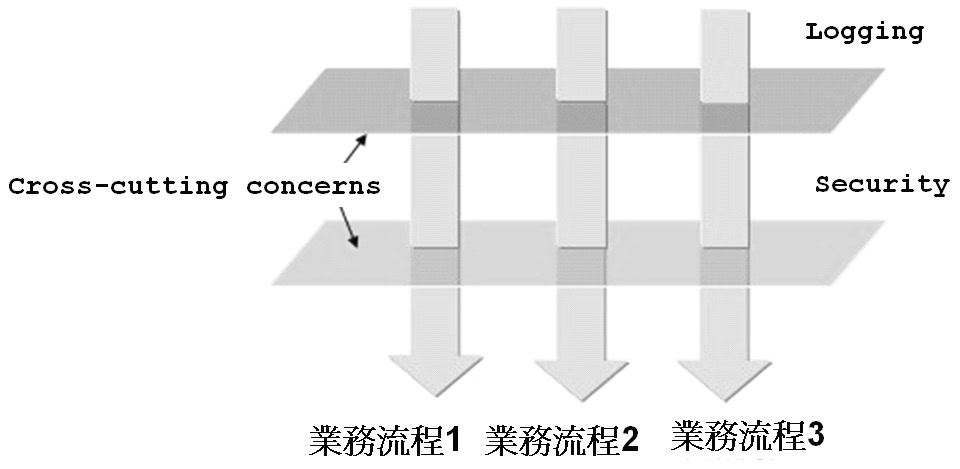 Logging
Cross-cutting concerns
Security
業務流程1
業務流程2
業務流程3